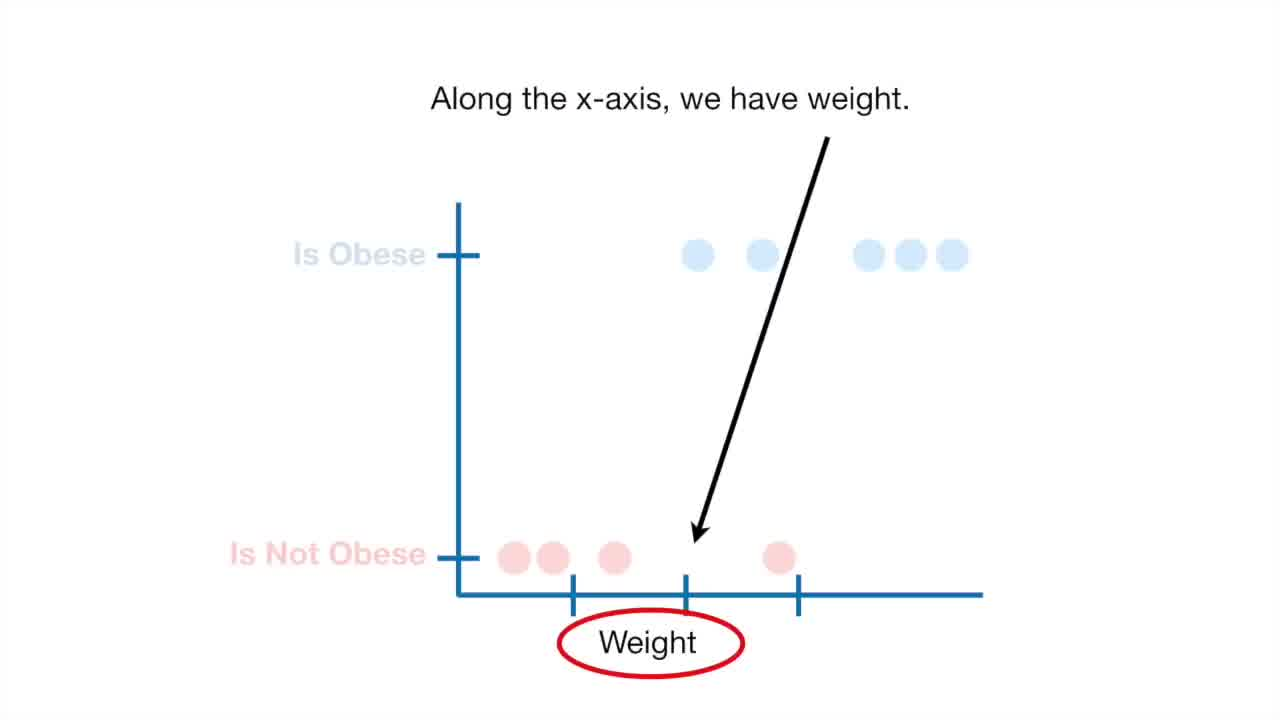 Along the x-axis, we have weight.
Is Obese
Is Not Obese
Weight